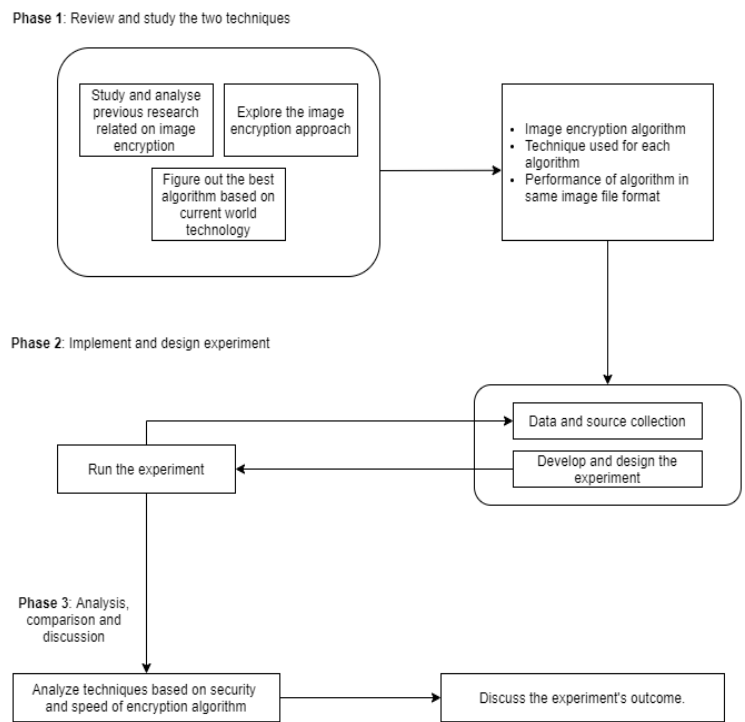 Phase 1: Review and study the two techniques
Study and analyse
previous research
related on image
encryption
Explore the image
encryption approach
Figure out the best
algorithm based on
current world
technology
• Image encryption algorithm
• Technique used for each
algorithm
• Performance of algorithm in
same image file format
Phase 2: Implement and design experiment
Data and source collection
Develop and design the
experiment
Run the experiment
Phase 3: Analysis,
comparison and
discussion
Analyze techniques based on security
and speed of encryption algorithm
Discuss the experiment's outcome.